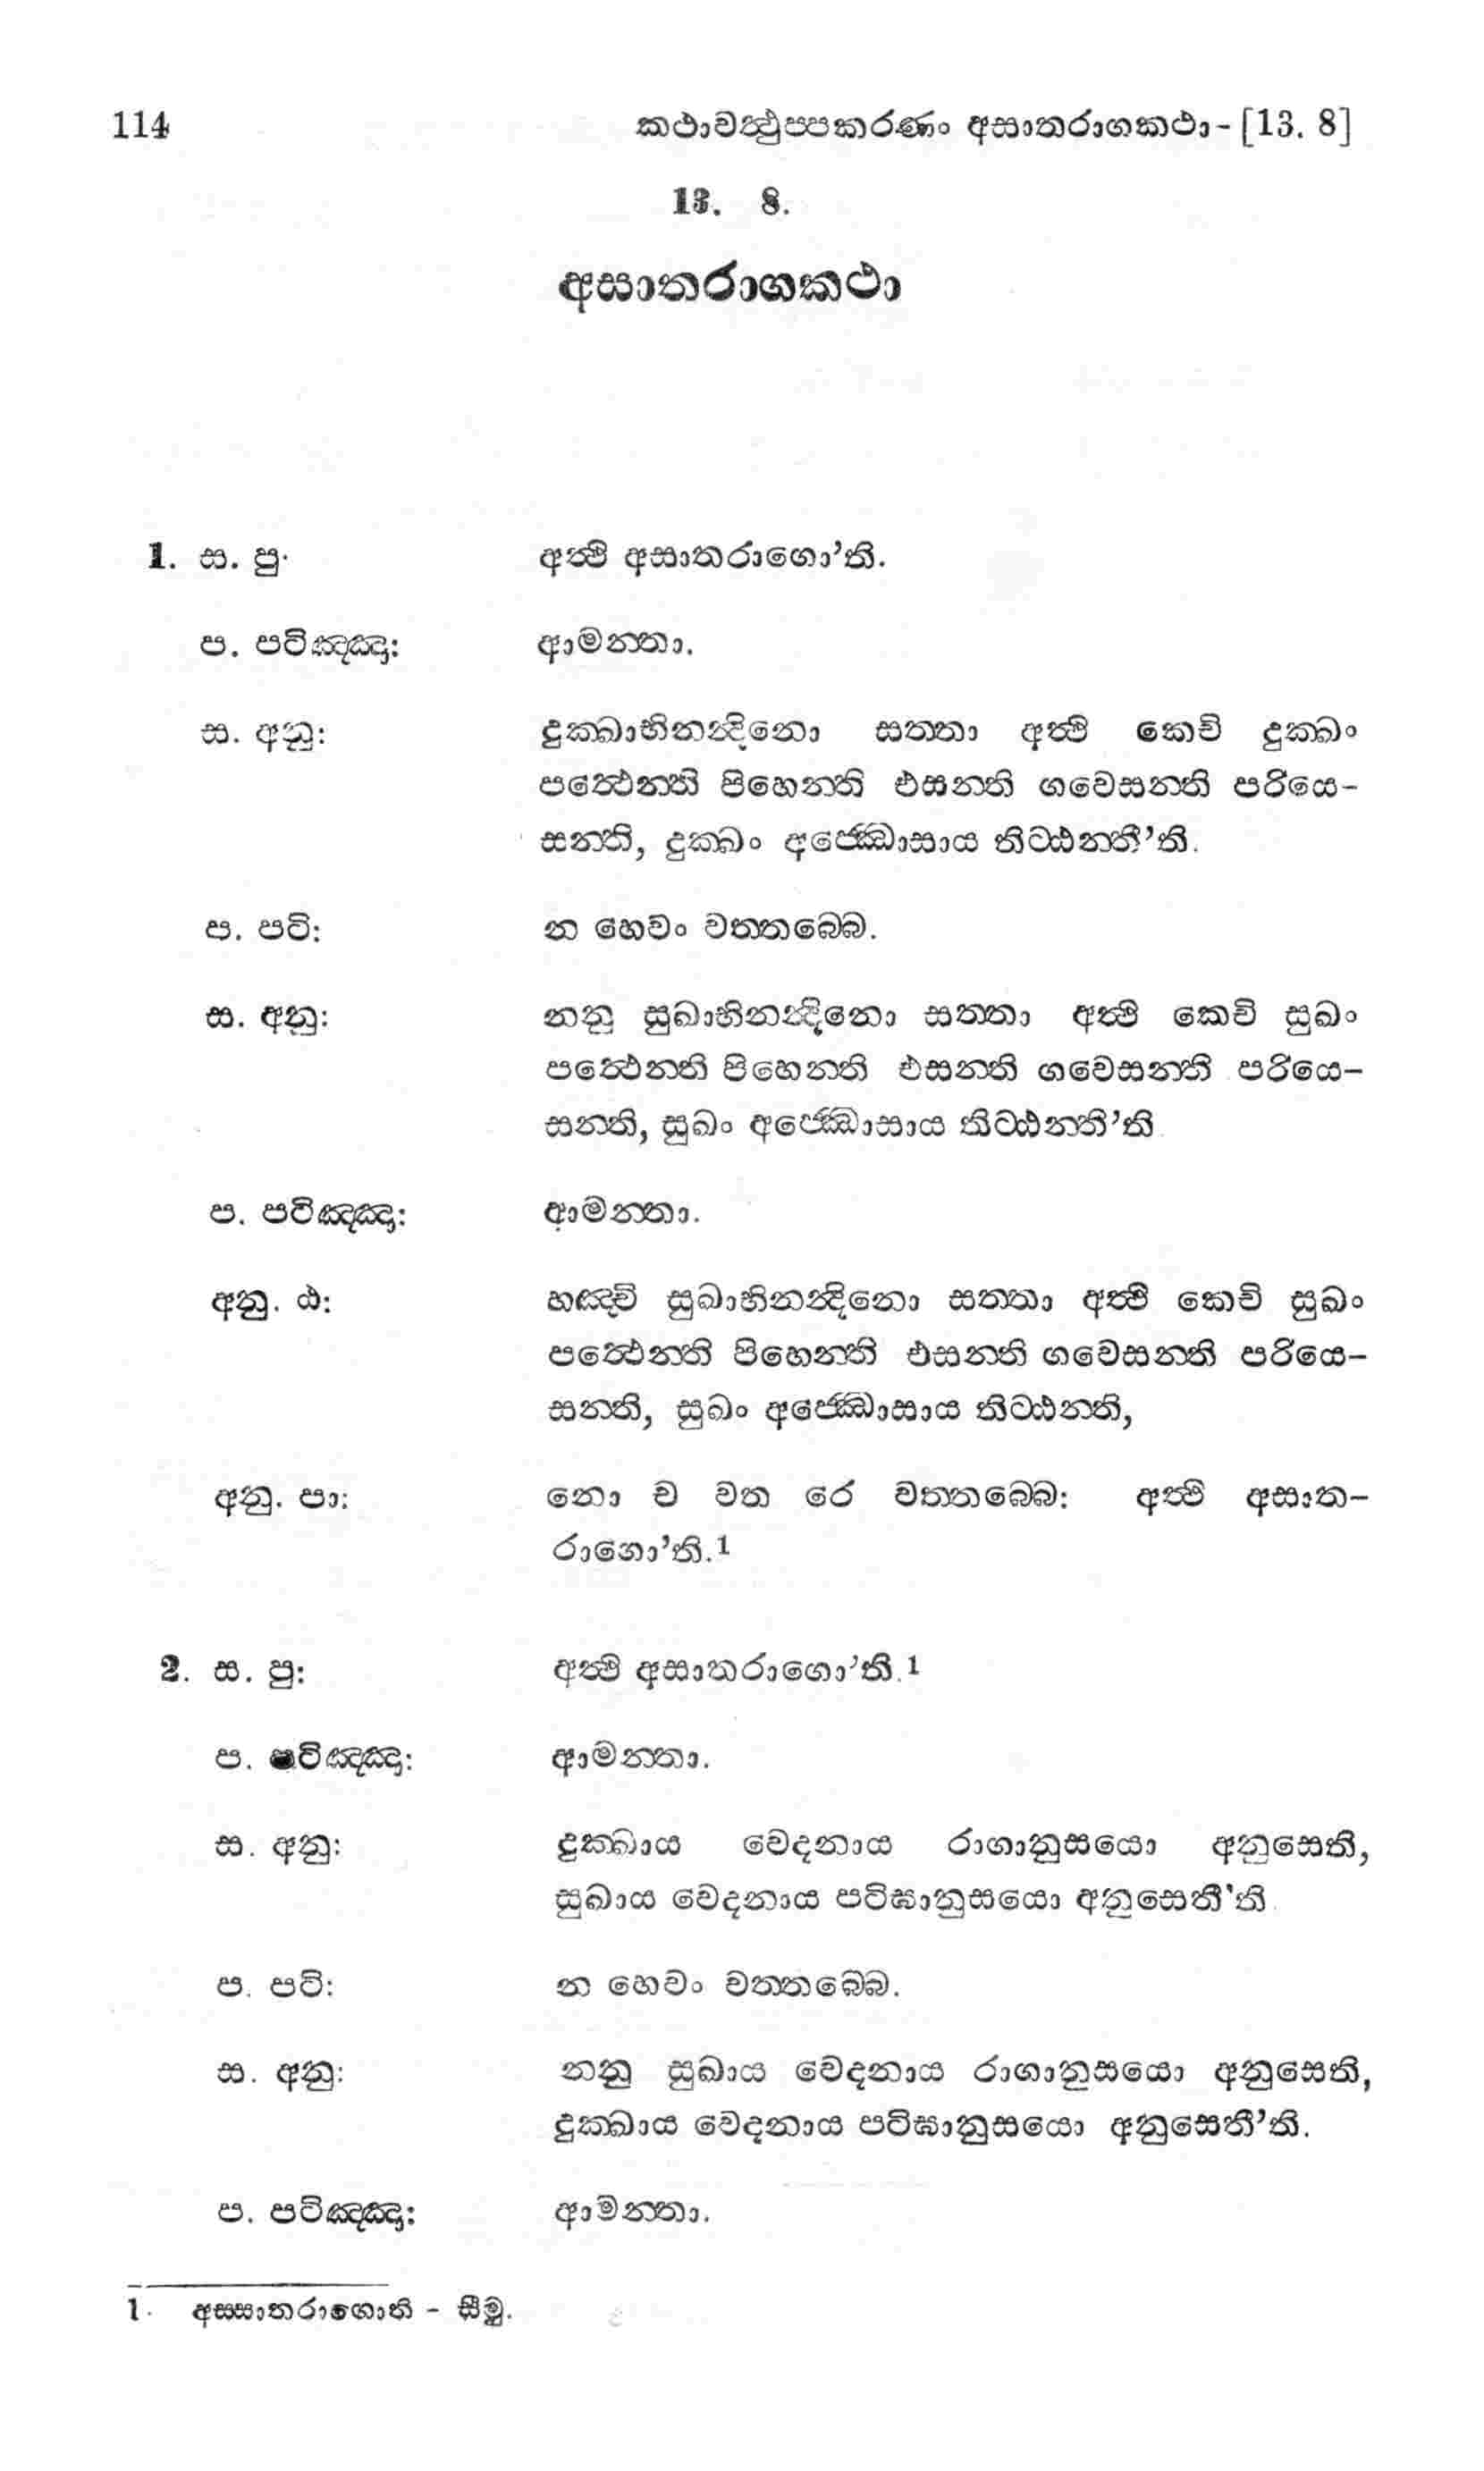 114 කථාවත්‍ථුප්පකරණං අසාතරාගකථා- [13. 8]
13. 8.
අසාතරාගකථා
1. ස. පු. අත්‍ථි අසාතරාගො’ති.
ප. පටිඤ්ඤා: ආමන්තා.
ස. අනු: දුක්ඛාභිනන්‍දිනො සත්තා අත්‍ථි කෙචි දුක්ඛං
පත්‍ථෙන්ති පිහෙන්ති එසන්ති ගවෙසන්ති පරියෙ-
සන්ති, දුක්ඛං අජ්ඣොසාය තිට්ඨන්තී’ති.
ප. පටි: න හෙවං වත්තබ්බෙ.
ස. අනු: නනු සුඛාභිනන්‍දිනො සත්තා අත්‍ථි කෙචි සුඛං
පත්‍ථෙන්ති පිහෙන්ති එසන්ති ගවෙසන්ති පරියෙ-
සන්ති, සුඛං අජ්ඣොසාය තිට්ඨන්ති’ති
ප. පටිඤ්ඤා: ආමන්තා.
අනු. ඨ: හඤ්චි සුඛාභිනන්‍දිනො සත්තා අත්‍ථි කෙචි සුඛං
පත්‍ථෙන්ති පිහෙන්ති එසන්ති ගවෙසන්ති පරියෙ-
සන්ති, සුඛං අජ්ඣොසාය තිට්ඨන්ති,
අනු. පා: නො ච වත රෙ වත්තබ්බෙ: අත්‍ථි අසාත-
රාගො’ති.1
2. ස. පු: අත්‍ථි අසාතරාගො’ති.1
ප. පටිඤ්ඤා: ආමන්තා.
ස. අනු: දුක්ඛාය වෙදනාය රාගානුසයො අනුසෙති,
සුඛාය වෙදනාය පටිඝානුසයො අනුසෙතී’ති.
ප. පටි: න හෙවං වත්තබ්බෙ.
ස. අනු: නනු සුඛාය වෙදනාය රාගානුසයො අනුසෙති,
දුක්ඛාය වෙදනාය පටිඝානුසයො අනුසෙතී’ති.
ප. පටිඤ්ඤා: ආමන්තා.
1. අස්සාතරාගොති - සීමු.